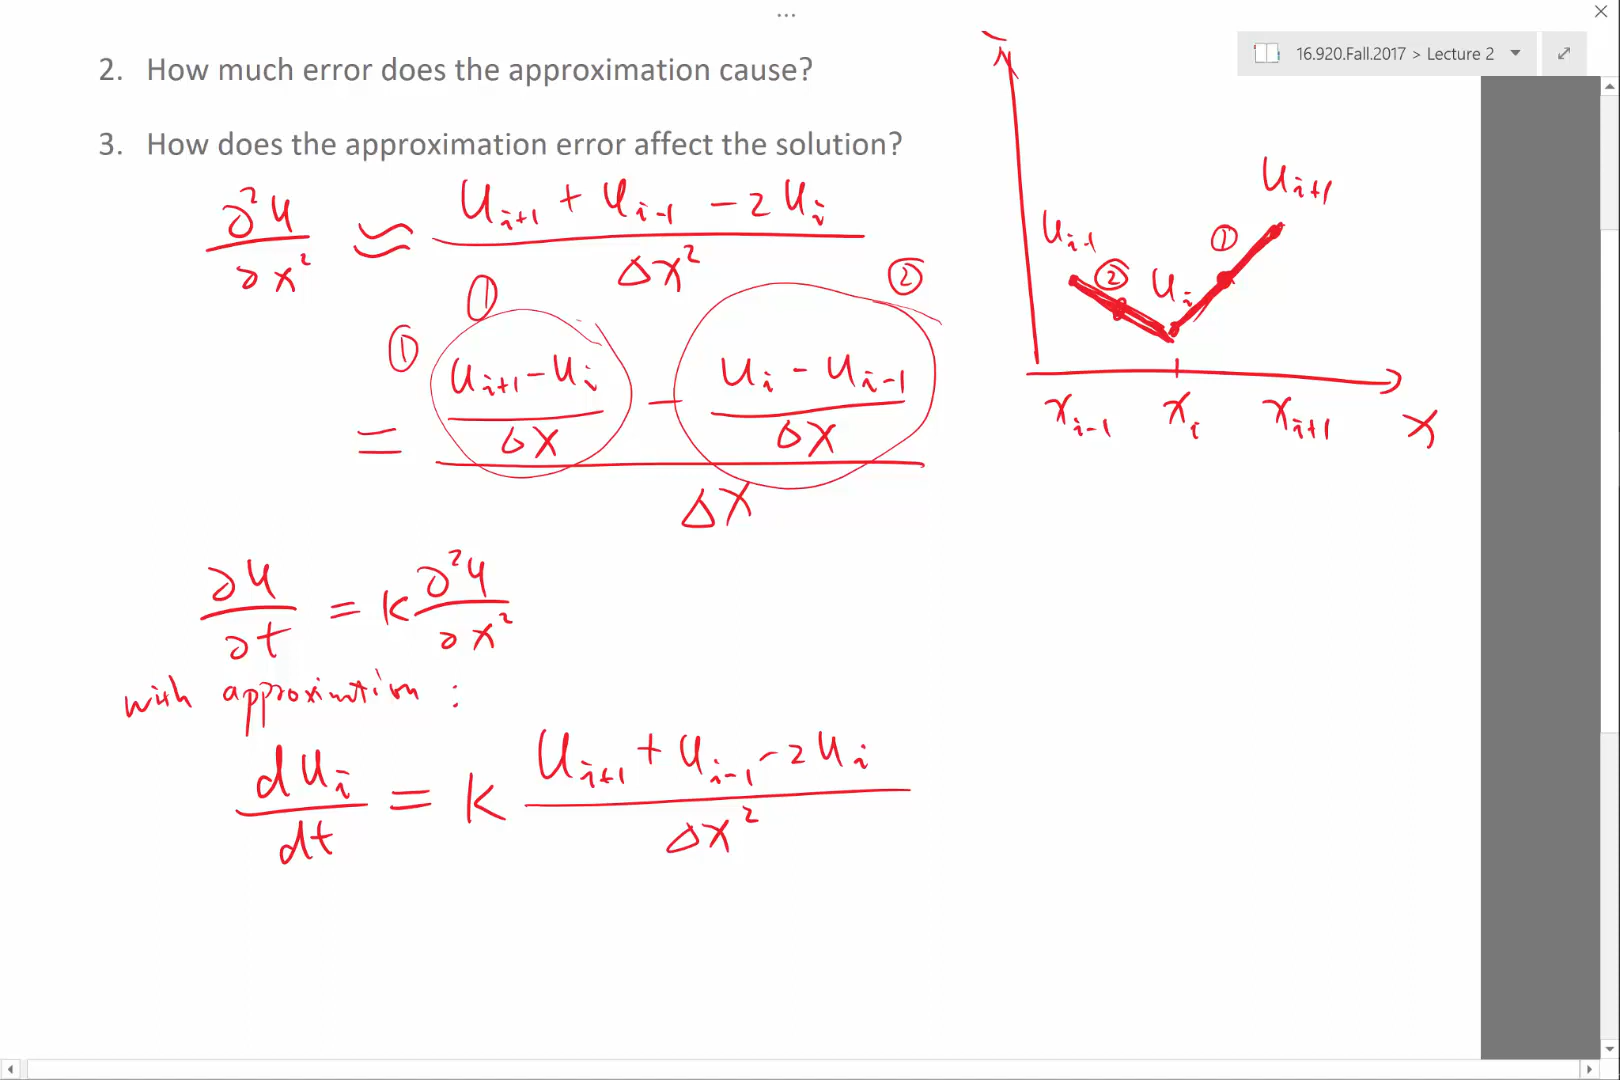 ...
16.920.Fall.2017 > Lecture 2
2. How much error does the approximation cause?
3. How does the approximation error affect the solution?
∂²u/∂x² ≈ (u_{i+1} + u_{i-1} - 2u_i)/Δx²
① ① ②
= ((u_{i+1} - u_i)/Δx - (u_i - u_{i-1})/Δx)/Δx
∂u/∂t = k ∂²u/∂x²
with approximtion :
du_i/dt = k (u_{i+1} + u_{i-1} - 2u_i)/Δx²
u_{i+1}
u_{i-1} ② u_i ①
x_{i-1} x_i x_{i+1} x